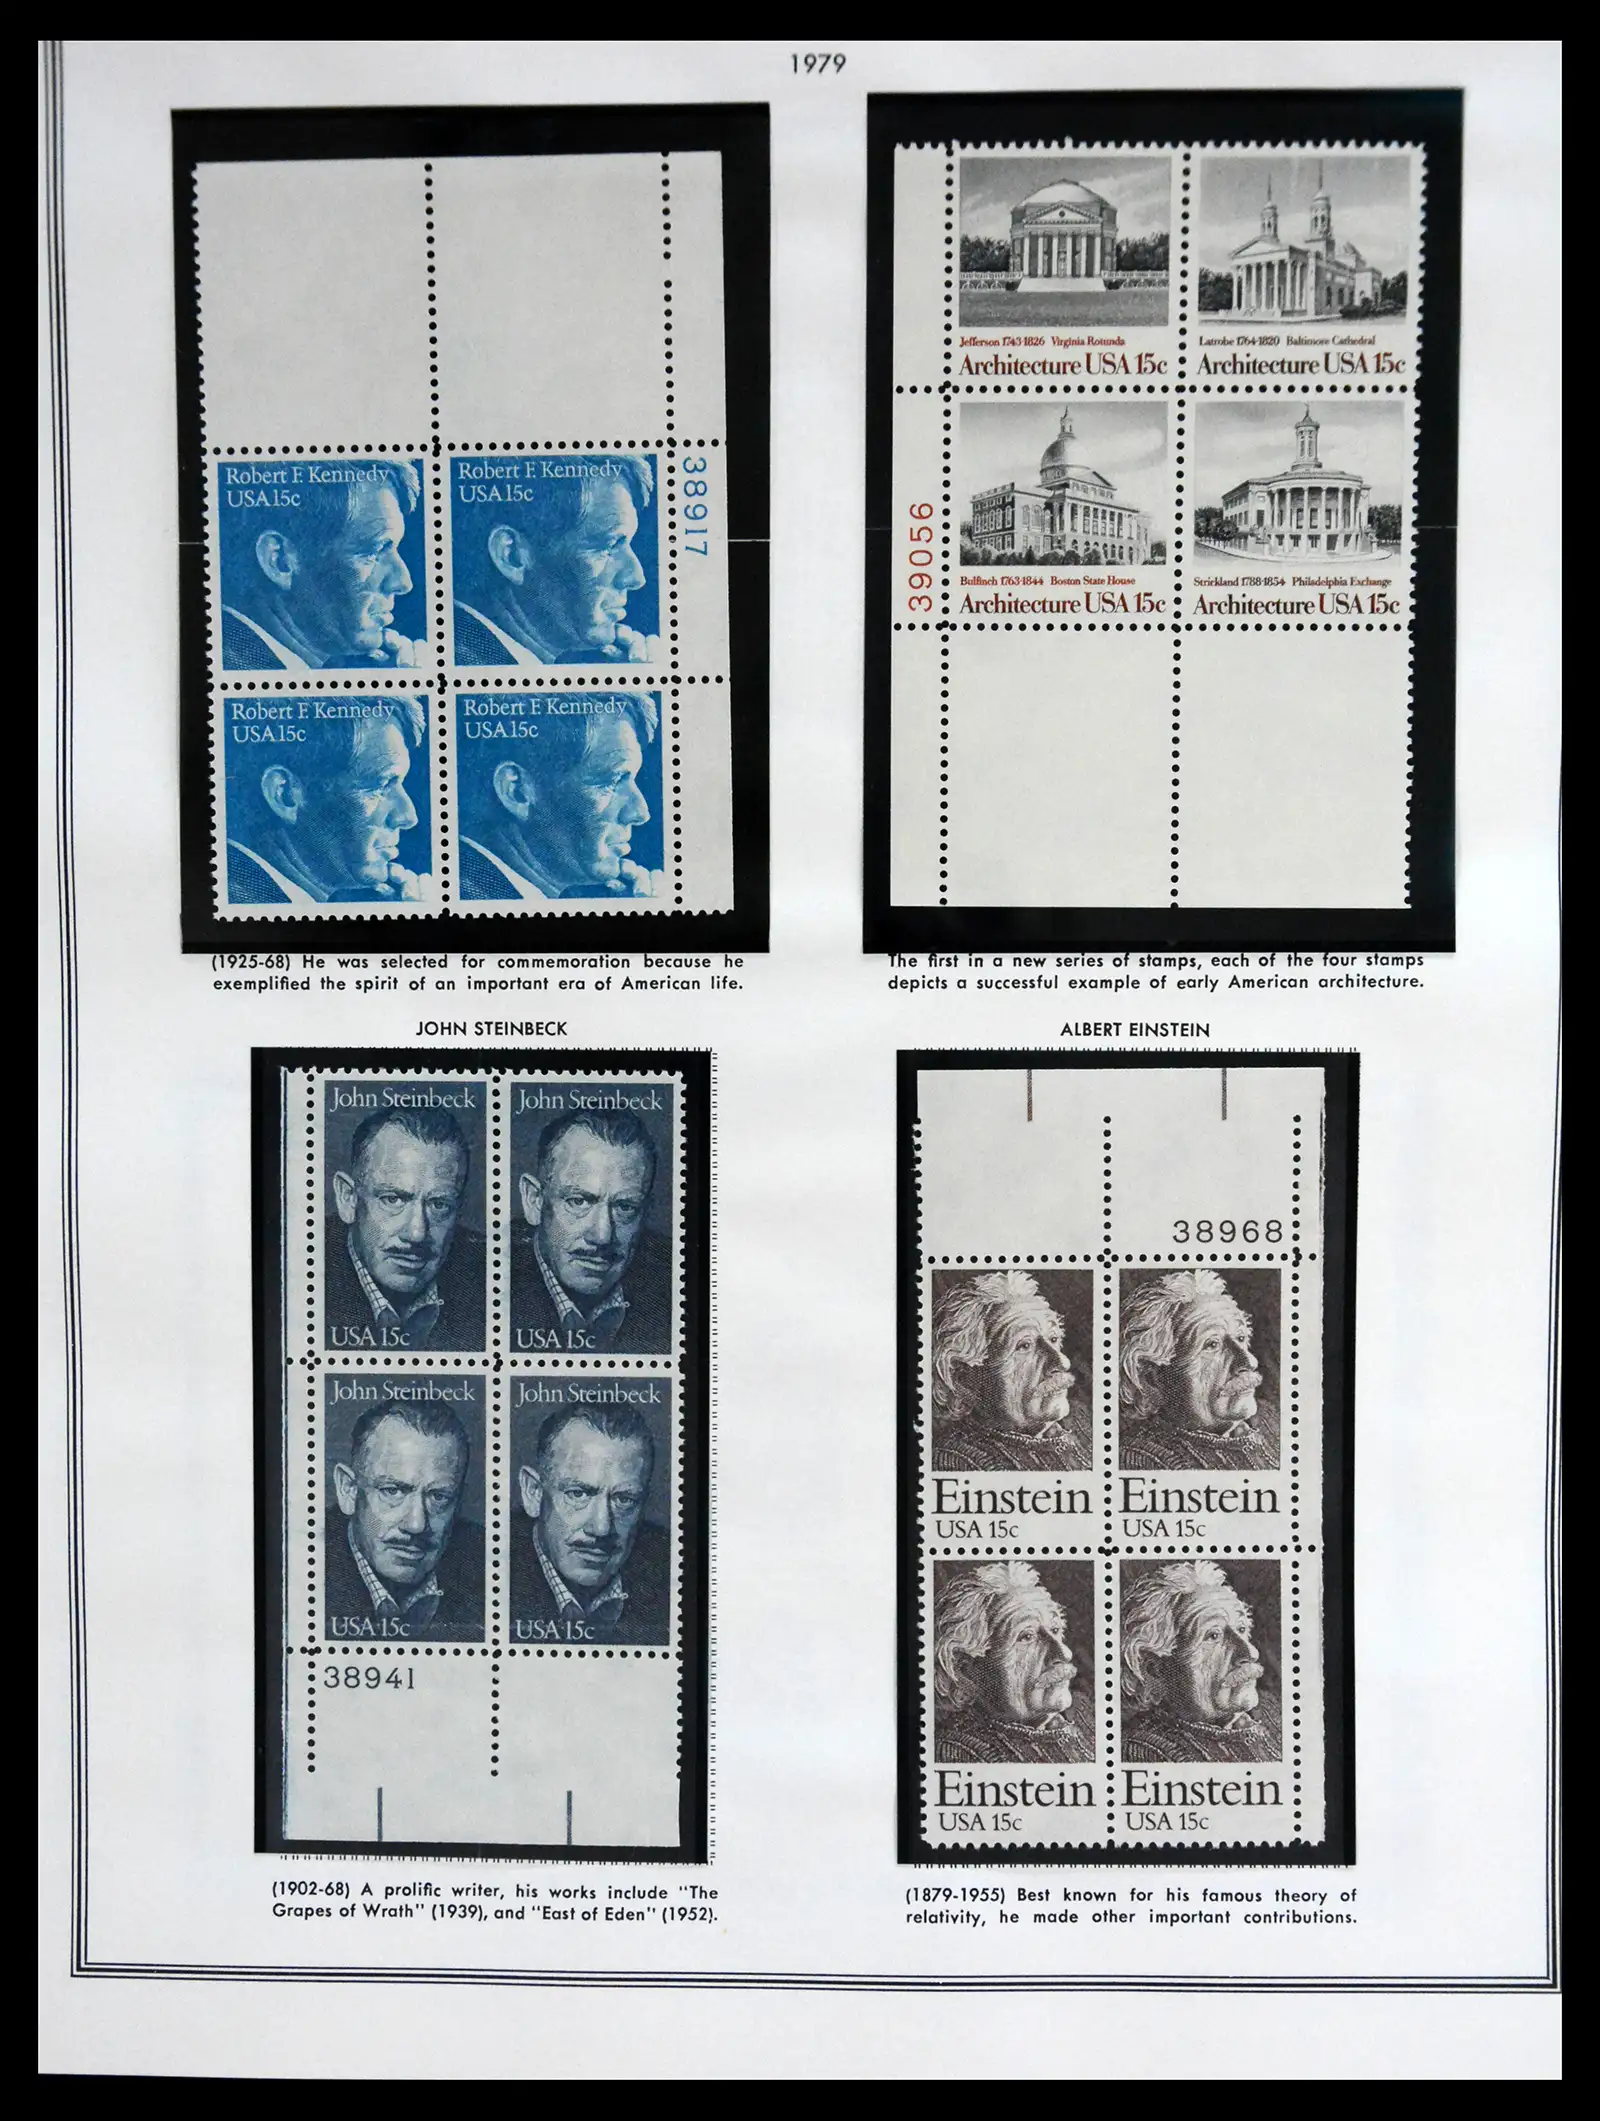 1979
Robert F. Kennedy
USA 15c
Robert F. Kennedy
USA 15c
38917
Robert F. Kennedy
USA 15c
Robert F. Kennedy
USA 15c
(1925-68) He was selected for commemoration because he
exemplified the spirit of an important era of American life.
Jefferson 1743-1826 Virginia Rotunda
Architecture USA 15c
Latrobe 1764-1820 Baltimore Cathedral
Architecture USA 15c
39056
Bulfinch 1763-1844 Boston State House
Architecture USA 15c
Strickland 1788-1854 Philadelphia Exchange
Architecture USA 15c
The first in a new series of stamps, each of the four stamps
depicts a successful example of early American architecture.
JOHN STEINBECK
John Steinbeck
USA 15c
John Steinbeck
USA 15c
John Steinbeck
USA 15c
John Steinbeck
USA 15c
38941
(1902-68) A prolific writer, his works include "The
Grapes of Wrath" (1939), and "East of Eden" (1952).
ALBERT EINSTEIN
38968
Einstein
USA 15c
Einstein
USA 15c
Einstein
USA 15c
Einstein
USA 15c
(1879-1955) Best known for his famous theory of
relativity, he made other important contributions.